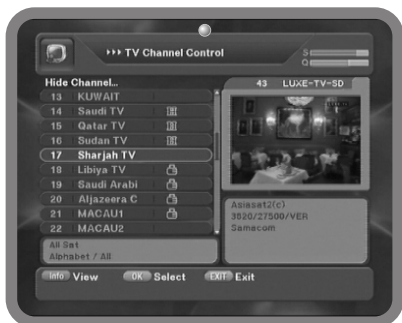 ▸▸▸ TV Channel Control
S
Q
Hide Channel...
43 LUXE-TV-SD
13 KUWAIT
14 Saudi TV
15 Qatar TV
16 Sudan TV
17 Sharjah TV
18 Libiya TV
19 Saudi Arabi
20 Aljazeera C
21 MACAU1
22 MACAU2
Asiasat2(c)
3820/27500/VER
Samacom
All Sat
Alphabet / All
Info View OK Select EXIT Exit